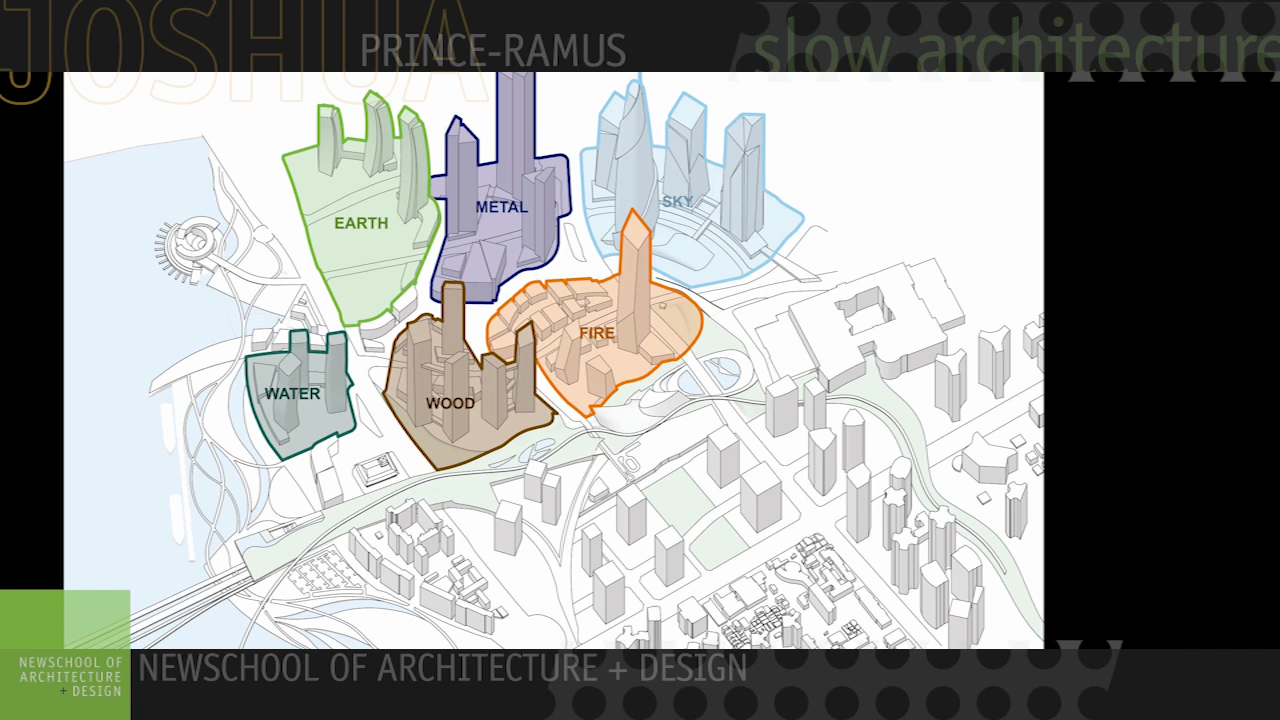 JOSHUA
PRINCE-RAMUS
slow architecture
EARTH
METAL
SKY
FIRE
WATER
WOOD
NEWSCHOOL OF
ARCHITECTURE
+ DESIGN
NEWSCHOOL OF ARCHITECTURE + DESIGN